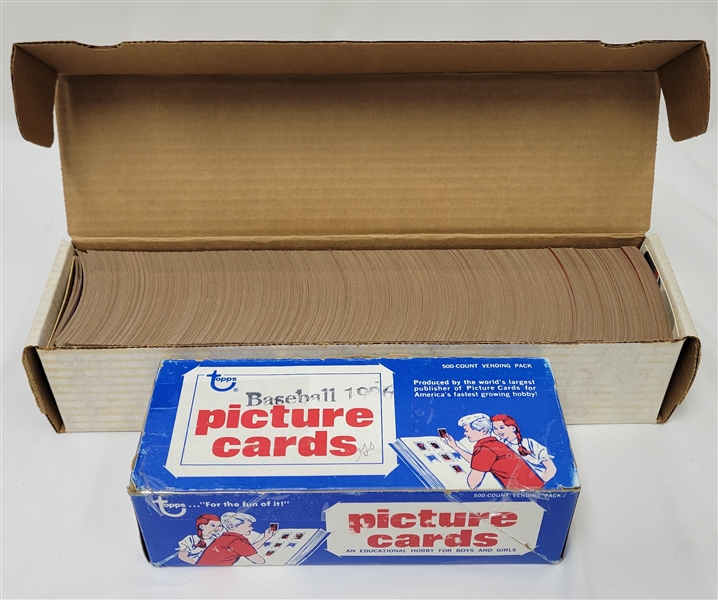 500-COUNT VENDING PACK
topps
®
Baseball 1986
picture
cards
Produced by the world's largest
publisher of Picture Cards for
America's fastest growing hobby!
500-COUNT VENDING PACK
topps ..."For the fun of it!"
picture
cards
AN EDUCATIONAL HOBBY FOR BOYS AND GIRLS